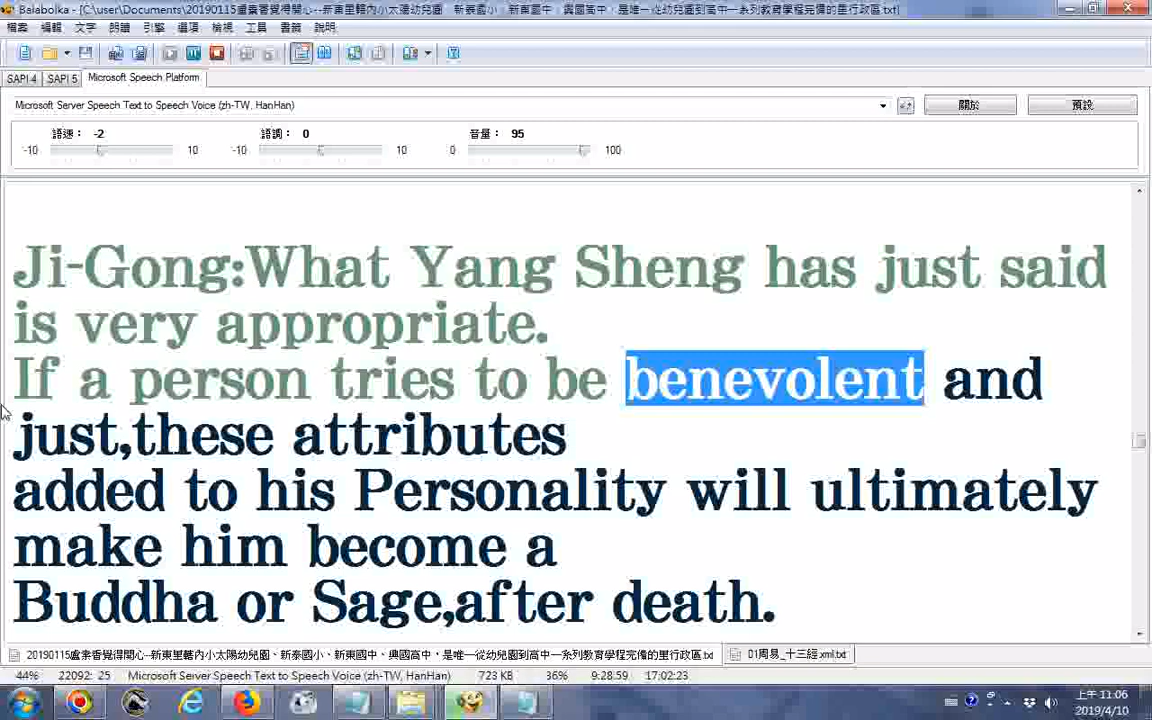 Balabolka - [C:\user\Documents\20190115盧秉香覺得開心--新東里轄內小太陽幼兒園、新泰國小、新東國中、興國高中，是唯一從幼兒園到高中一系列教育學程完備的里行政區.txt]
檔案 編輯 文字 朗讀 引擎 選項 檢視 工具 書籤 說明
SAPI 4 SAPI 5 Microsoft Speech Platform
Microsoft Server Speech Text to Speech Voice (zh-TW, HanHan) 關於 預設
語速： -2 語調： 0 音量： 95
-10 10 -10 10 0 100
Ji-Gong:What Yang Sheng has just said
is very appropriate.
If a person tries to be benevolent and
just,these attributes
added to his Personality will ultimately
make him become a
Buddha or Sage,after death.
20190115盧秉香覺得開心--新東里轄內小太陽幼兒園、新泰國小、新東國中、興國高中，是唯一從幼兒園到高中一系列教育學程完備的里行政區.txt 01周易_十三經.xml.txt
44% 22092: 25 Microsoft Server Speech Text to Speech Voice (zh-TW, HanHan) 723 KB 36% 9:28:59 17:02:23
上午 11:06
2019/4/10